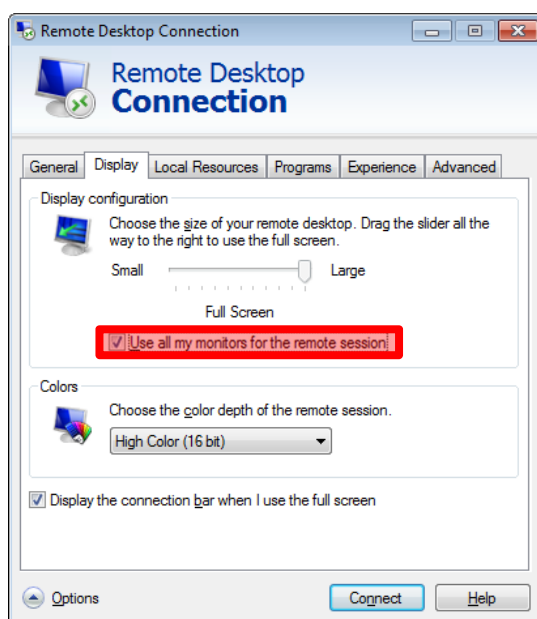 Remote Desktop Connection
Remote Desktop
Connection
General Display Local Resources Programs Experience Advanced
Display configuration
Choose the size of your remote desktop. Drag the slider all the
way to the right to use the full screen.
Small Large
Full Screen
Use all my monitors for the remote session
Colors
Choose the color depth of the remote session.
High Color (16 bit)
Display the connection bar when I use the full screen
Options Connect Help